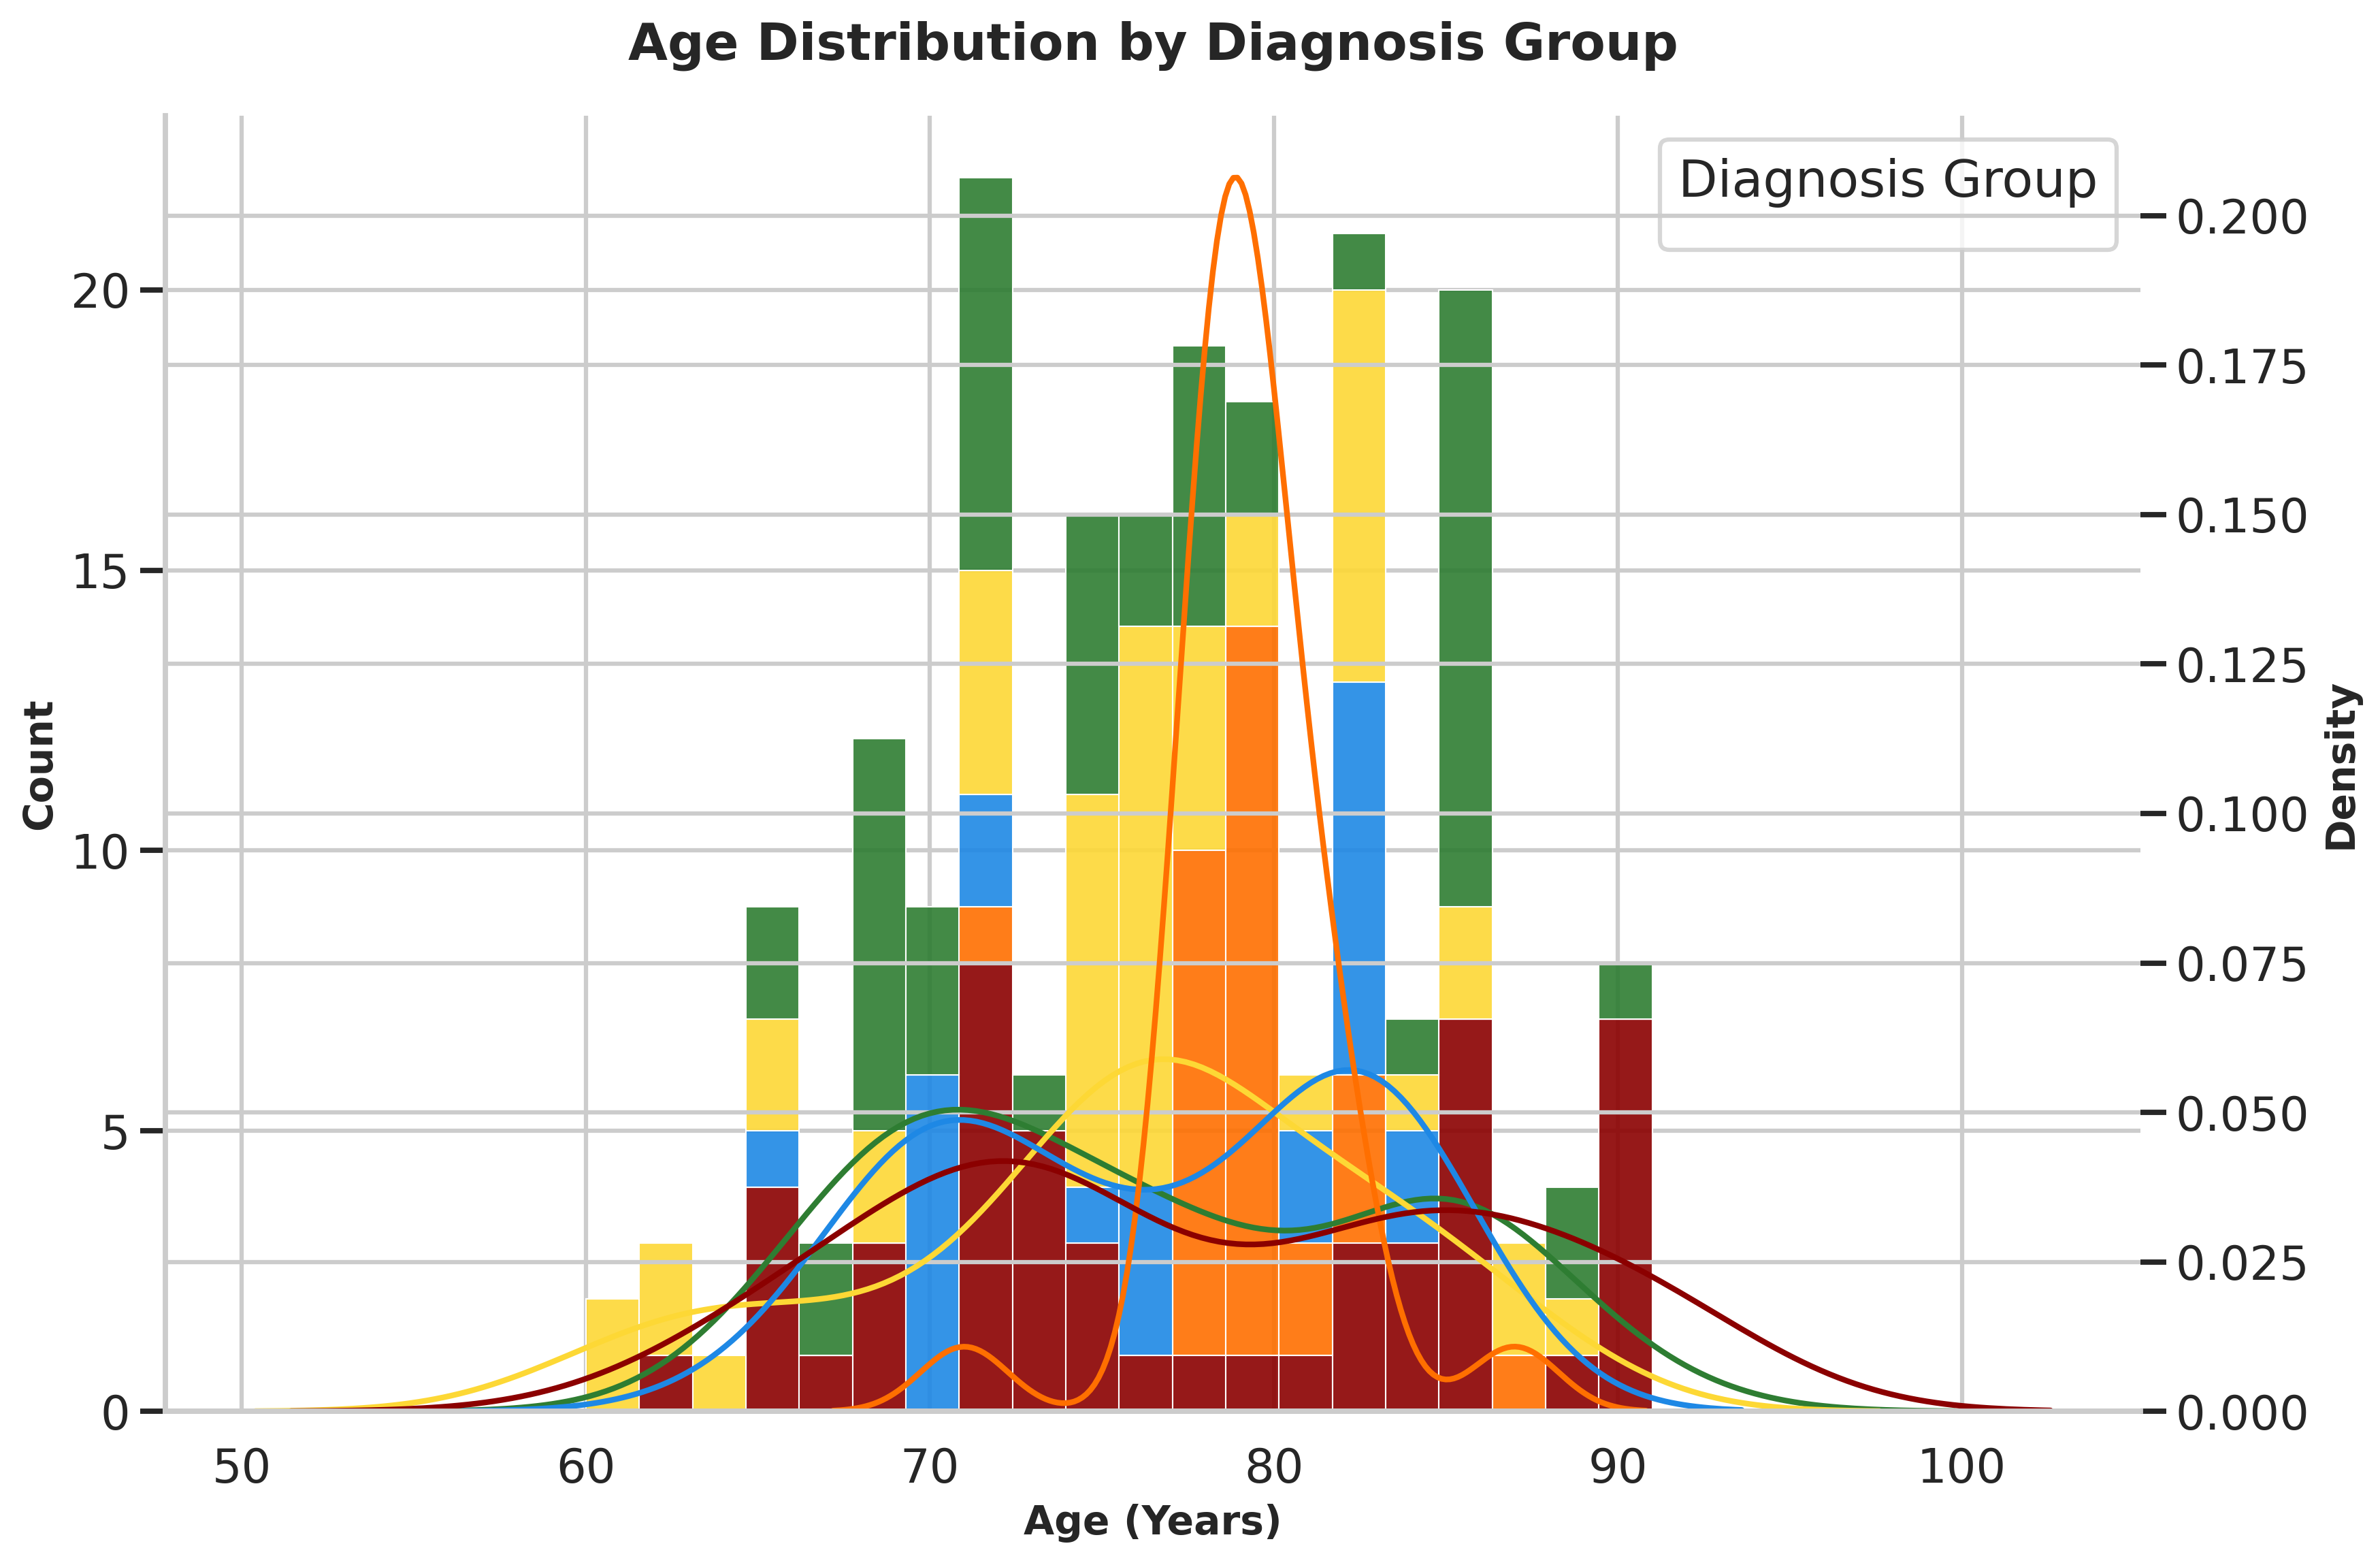 Age Distribution by Diagnosis Group
Diagnosis Group
Count
20
15
10
5
0
0.200
0.175
0.150
0.125
0.100
0.075
0.050
0.025
0.000
Density
50 60 70 80 90 100
Age (Years)